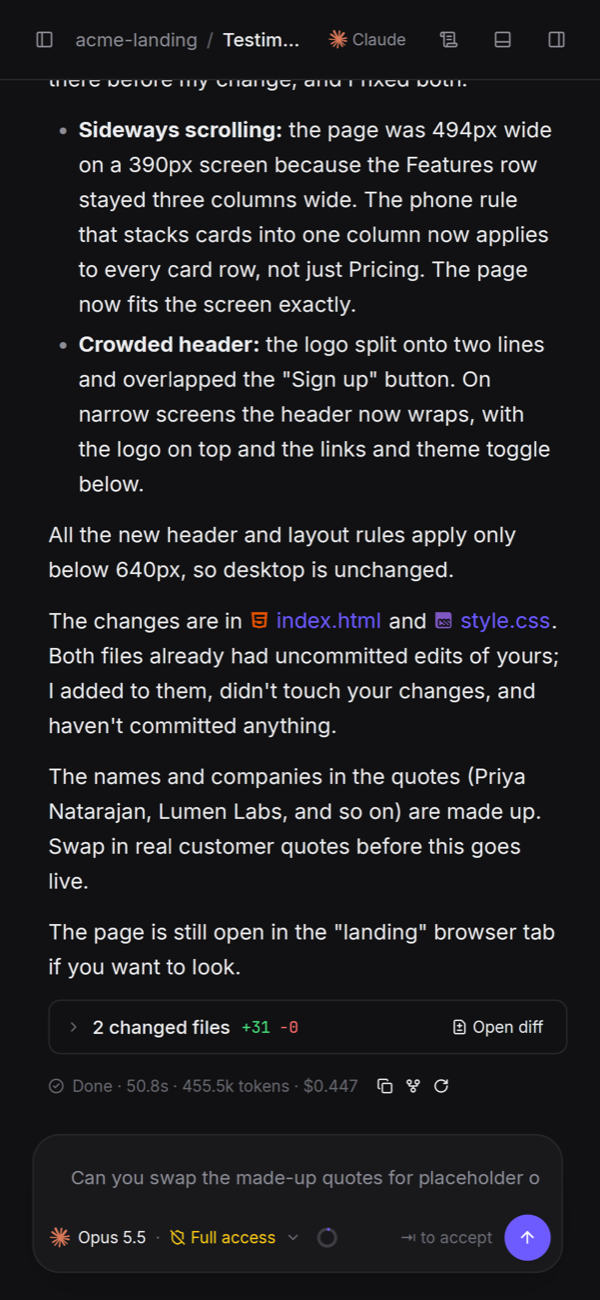 acme-landing / Testim... Claude
there before my change, and I fixed both.
• Sideways scrolling: the page was 494px wide
on a 390px screen because the Features row
stayed three columns wide. The phone rule
that stacks cards into one column now applies
to every card row, not just Pricing. The page
now fits the screen exactly.
• Crowded header: the logo split onto two lines
and overlapped the "Sign up" button. On
narrow screens the header now wraps, with
the logo on top and the links and theme toggle
below.
All the new header and layout rules apply only
below 640px, so desktop is unchanged.
The changes are in index.html and style.css.
Both files already had uncommitted edits of yours;
I added to them, didn't touch your changes, and
haven't committed anything.
The names and companies in the quotes (Priya
Natarajan, Lumen Labs, and so on) are made up.
Swap in real customer quotes before this goes
live.
The page is still open in the "landing" browser tab
if you want to look.
2 changed files +31 -0 Open diff
Done · 50.8s · 455.5k tokens · $0.447
Can you swap the made-up quotes for placeholder o
Opus 5.5 · Full access to accept